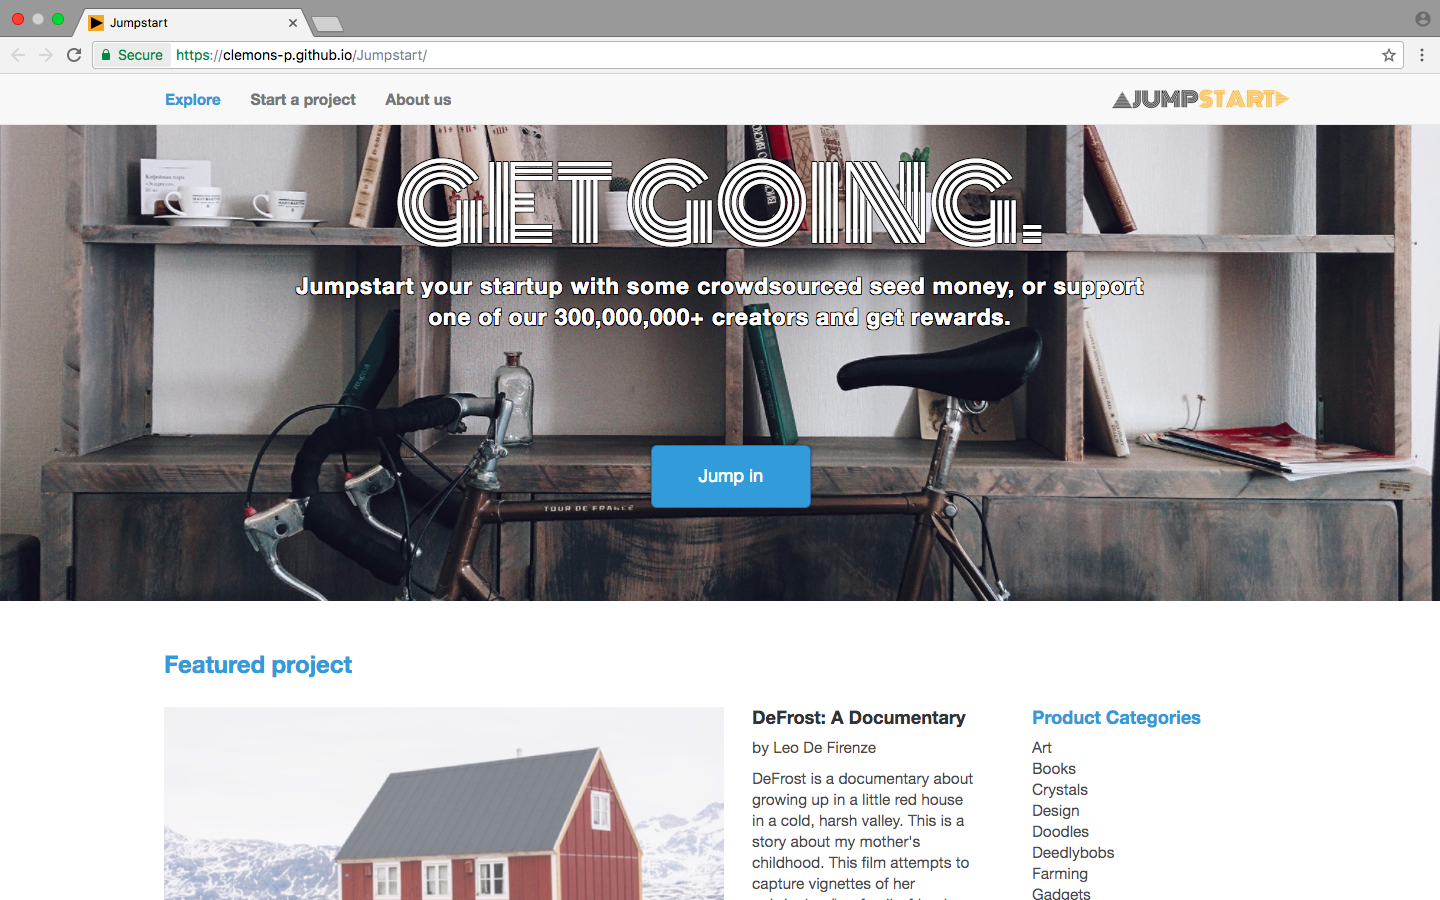 Jumpstart
Secure https://clemons-p.github.io/Jumpstart/
Explore Start a project About us JUMPSTART
GET GOING.
Jumpstart your startup with some crowdsourced seed money, or support
one of our 300,000,000+ creators and get rewards.
Jump in
TOUR DE FRANCE
Featured project
DeFrost: A Documentary
by Leo De Firenze
DeFrost is a documentary about
growing up in a little red house
in a cold, harsh valley. This is a
story about my mother's
childhood. This film attempts to
capture vignettes of her
Product Categories
Art
Books
Crystals
Design
Doodles
Deedlybobs
Farming
Gadgets